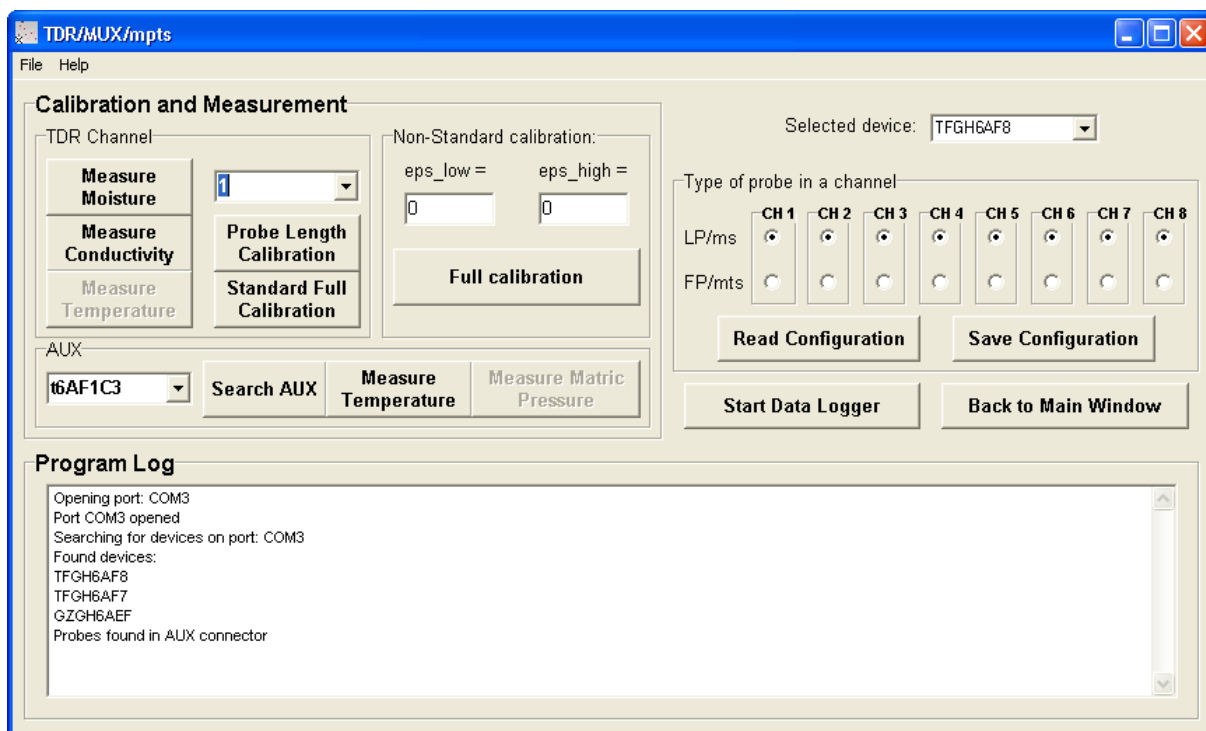 TDR/MUX/mpts
File Help
Calibration and Measurement
TDR Channel
Measure Moisture
1
Measure Conductivity
Probe Length Calibration
Measure Temperature
Standard Full Calibration
Non-Standard calibration:
eps_low = eps_high =
0 0
Full calibration
AUX
t6AF1C3
Search AUX
Measure Temperature
Measure Matric Pressure
Selected device: TFGH6AF8
Type of probe in a channel
CH 1 CH 2 CH 3 CH 4 CH 5 CH 6 CH 7 CH 8
LP/ms
FP/mts
Read Configuration Save Configuration
Start Data Logger Back to Main Window
Program Log
Opening port: COM3
Port COM3 opened
Searching for devices on port: COM3
Found devices:
TFGH6AF8
TFGH6AF7
GZGH6AEF
Probes found in AUX connector